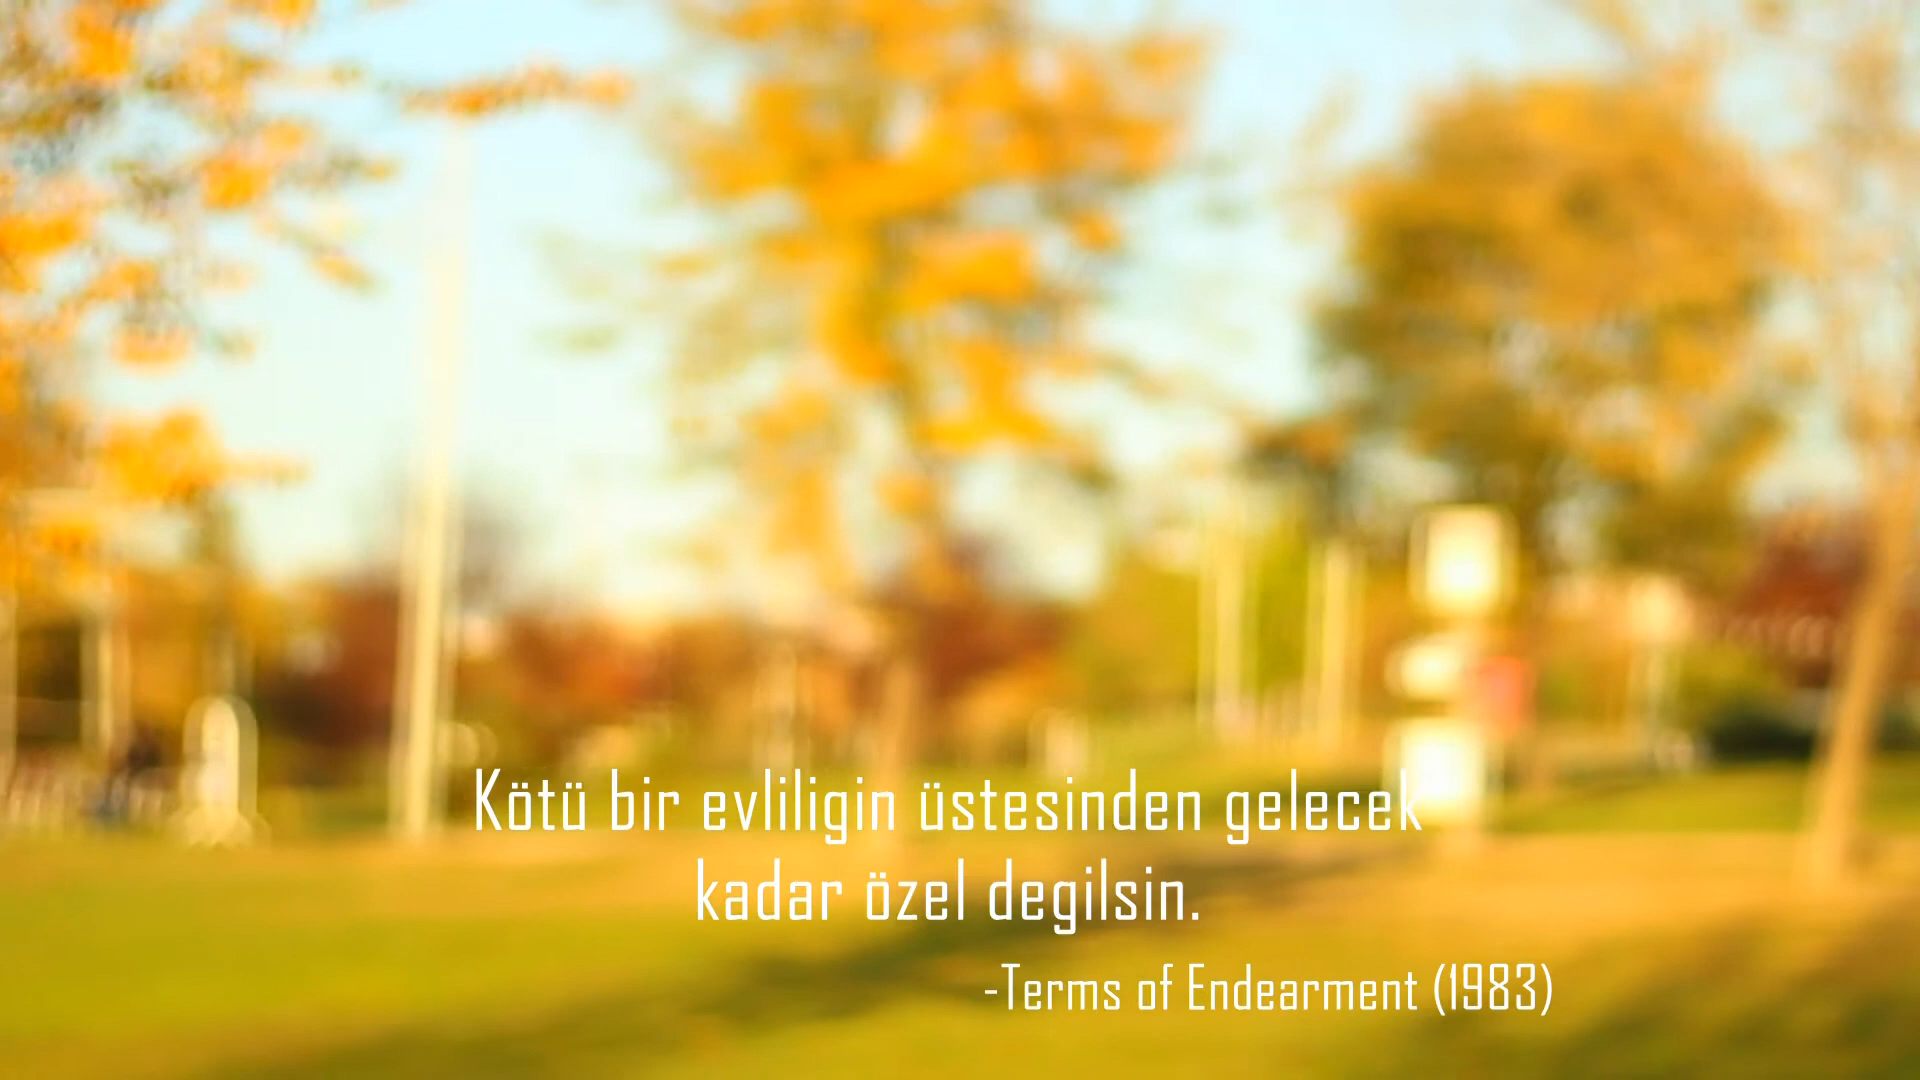 Kötü bir evliligin üstesinden gelecek
kadar özel degilsin.
-Terms of Endearment (1983)